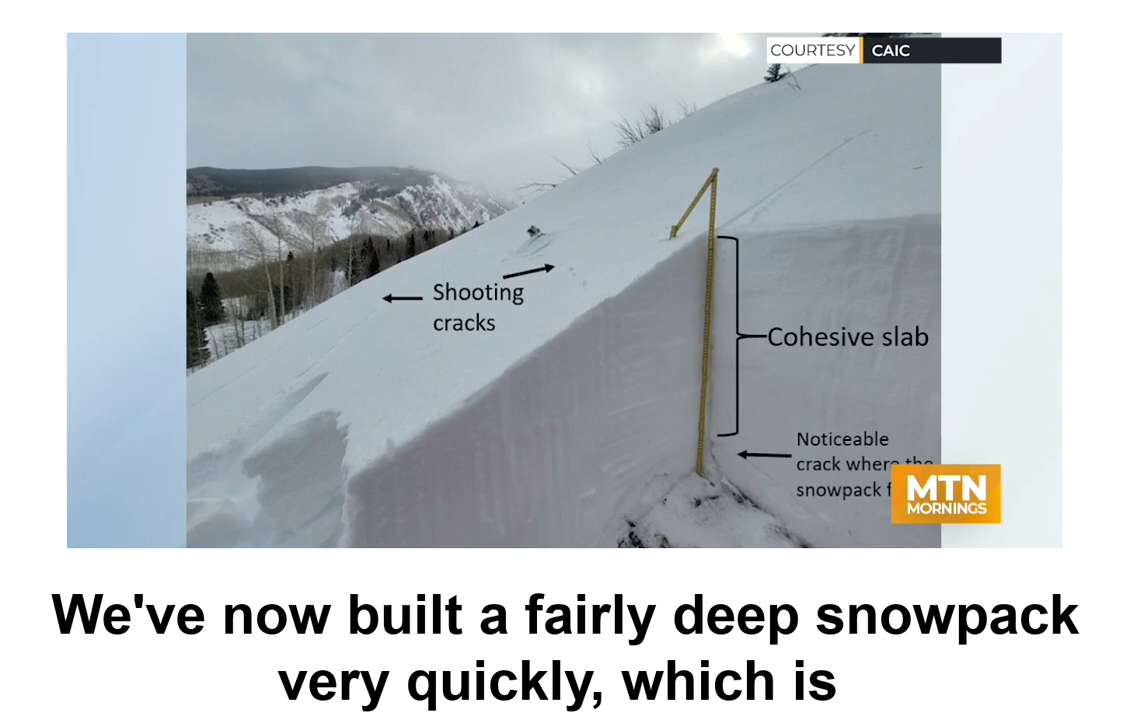 COURTESY CAIC
Shooting
cracks
Cohesive slab
Noticeable
crack where the
snowpack
MTN
MORNINGS
We've now built a fairly deep snowpack
very quickly, which is